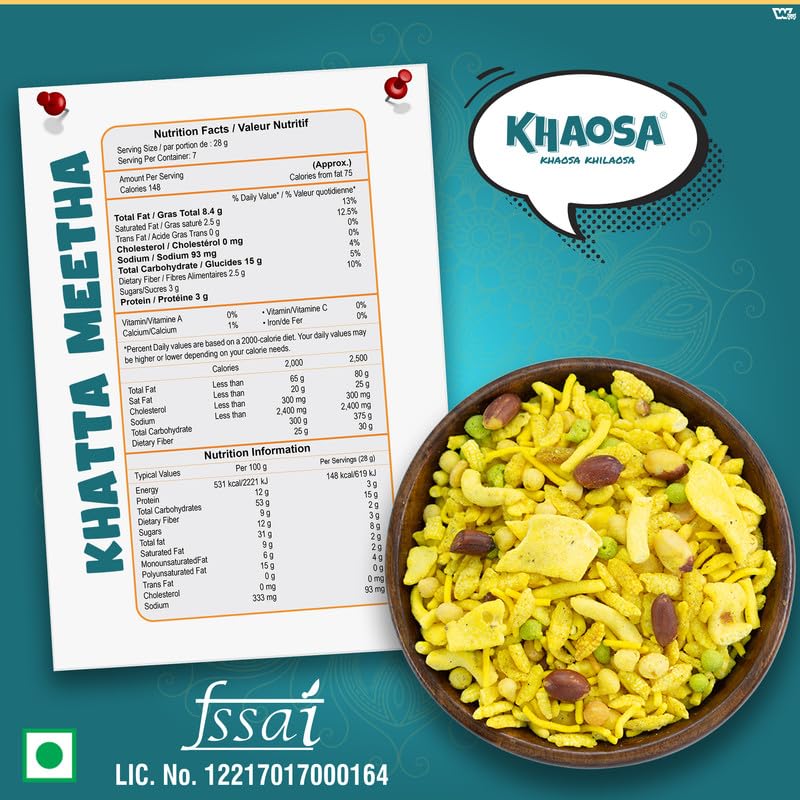 KHAOSA®
KHAOSA KHILAOSA
KHATTA MEETHA
Nutrition Facts / Valeur Nutritif
Serving Size / par portion de : 28 g
Serving Per Container: 7
(Approx.)
Amount Per Serving
Calories 148 Calories from fat 75
% Daily Value* / % Valeur quotidienne*
Total Fat / Gras Total 8.4 g 13%
Saturated Fat / Gras saturé 2.5 g 12.5%
Trans Fat / Acide Gras Trans 0 g 0%
Cholesterol / Cholestérol 0 mg 0%
Sodium / Sodium 93 mg 4%
Total Carbohydrate / Glucides 15 g 5%
Dietary Fiber / Fibres Alimentaires 2.5 g 10%
Sugars/Sucres 3 g
Protein / Protéine 3 g
Vitamin/Vitamine A 0% • Vitamin/Vitamine C 0%
Calcium/Calcium 1% • Iron/de Fer 0%
*Percent Daily values are based on a 2000-calorie diet. Your daily values may
be higher or lower depending on your calorie needs.
Calories 2,000 2,500
Total Fat Less than 65 g 80 g
Sat Fat Less than 20 g 25 g
Cholesterol Less than 300 mg 300 mg
Sodium Less than 2,400 mg 2,400 mg
Total Carbohydrate 300 g 375 g
Dietary Fiber 25 g 30 g
Nutrition Information
Typical Values Per 100 g Per Servings (28 g)
Energy 531 kcal/2221 kJ 148 kcal/619 kJ
Protein 12 g 3 g
Total Carbohydrates 53 g 15 g
Dietary Fiber 9 g 2 g
Sugars 12 g 3 g
Total fat 31 g 8 g
Saturated Fat 9 g 2 g
MonounsaturatedFat 6 g 2 g
Polyunsaturated Fat 15 g 4 g
Trans Fat 0 g 0 g
Cholesterol 0 mg 0 mg
Sodium 333 mg 93 mg
fssai
LIC. No. 12217017000164